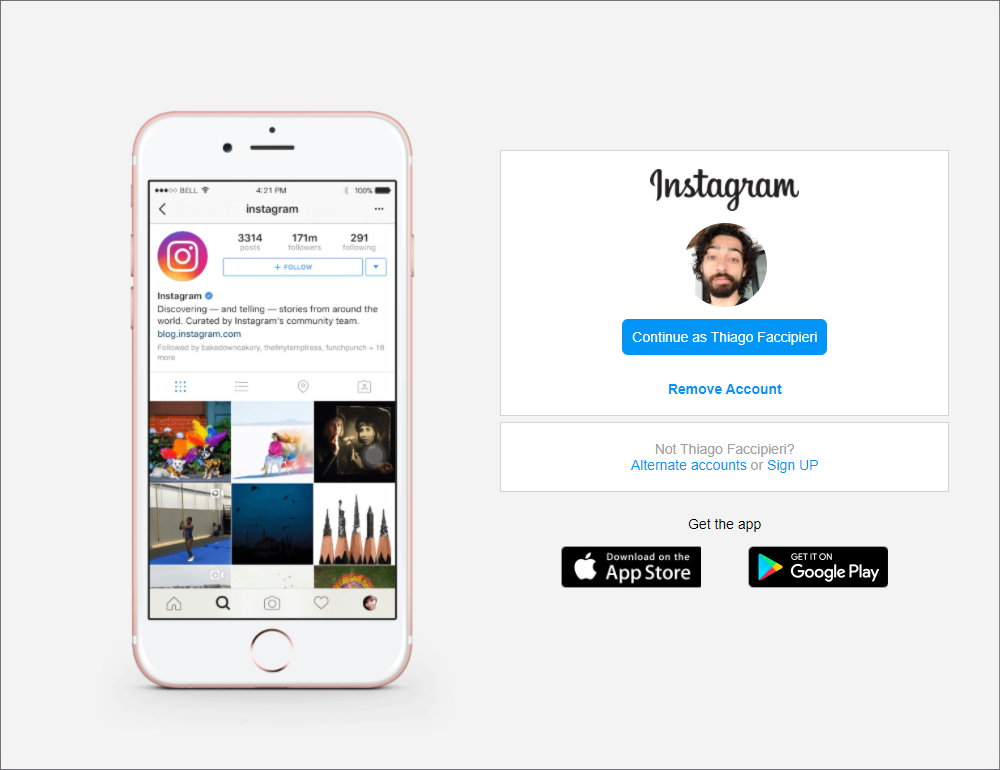 ●●●○○ BELL
4:21 PM
100%
instagram
3314
posts
171m
followers
291
following
+ FOLLOW
Instagram
Discovering — and telling — stories from around the
world. Curated by Instagram's community team.
blog.instagram.com
Followed by bakedowncakery, thetinytemptress, funchpunch + 18
more
Instagram
Continue as Thiago Faccipieri
Remove Account
Not Thiago Faccipieri?
Alternate accounts or Sign UP
Get the app
Download on the
App Store
GET IT ON
Google Play